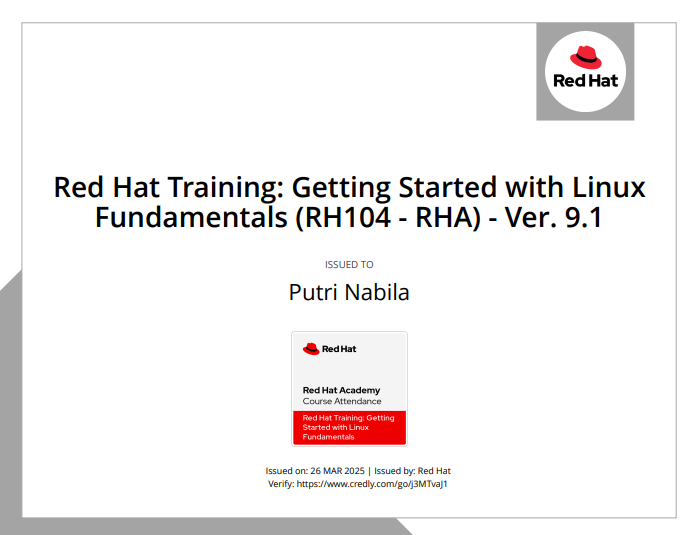 Red Hat
Red Hat Training: Getting Started with Linux
Fundamentals (RH104 - RHA) - Ver. 9.1
ISSUED TO
Putri Nabila
Red Hat
Red Hat Academy
Course Attendance
Red Hat Training: Getting
Started with Linux
Fundamentals
Issued on: 26 MAR 2025 | Issued by: Red Hat
Verify: https://www.credly.com/go/j3MTvaJ1